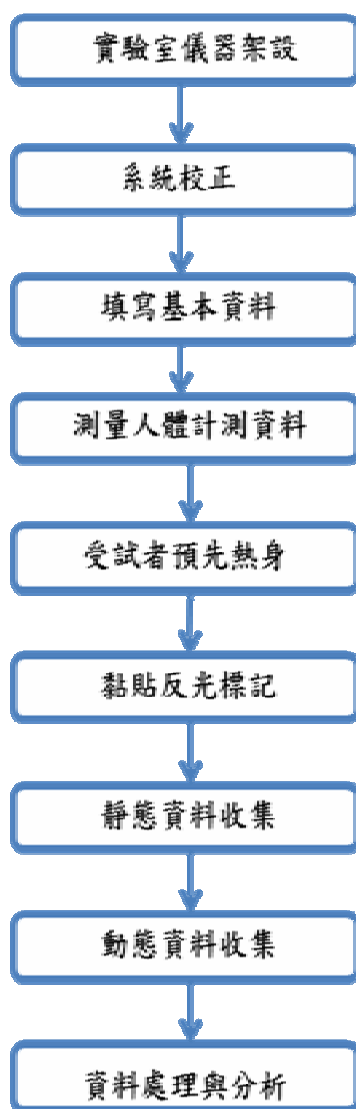 實驗室儀器架設
系統校正
填寫基本資料
測量人體計測資料
受試者預先熱身
黏貼反光標記
靜態資料收集
動態資料收集
資料處理與分析